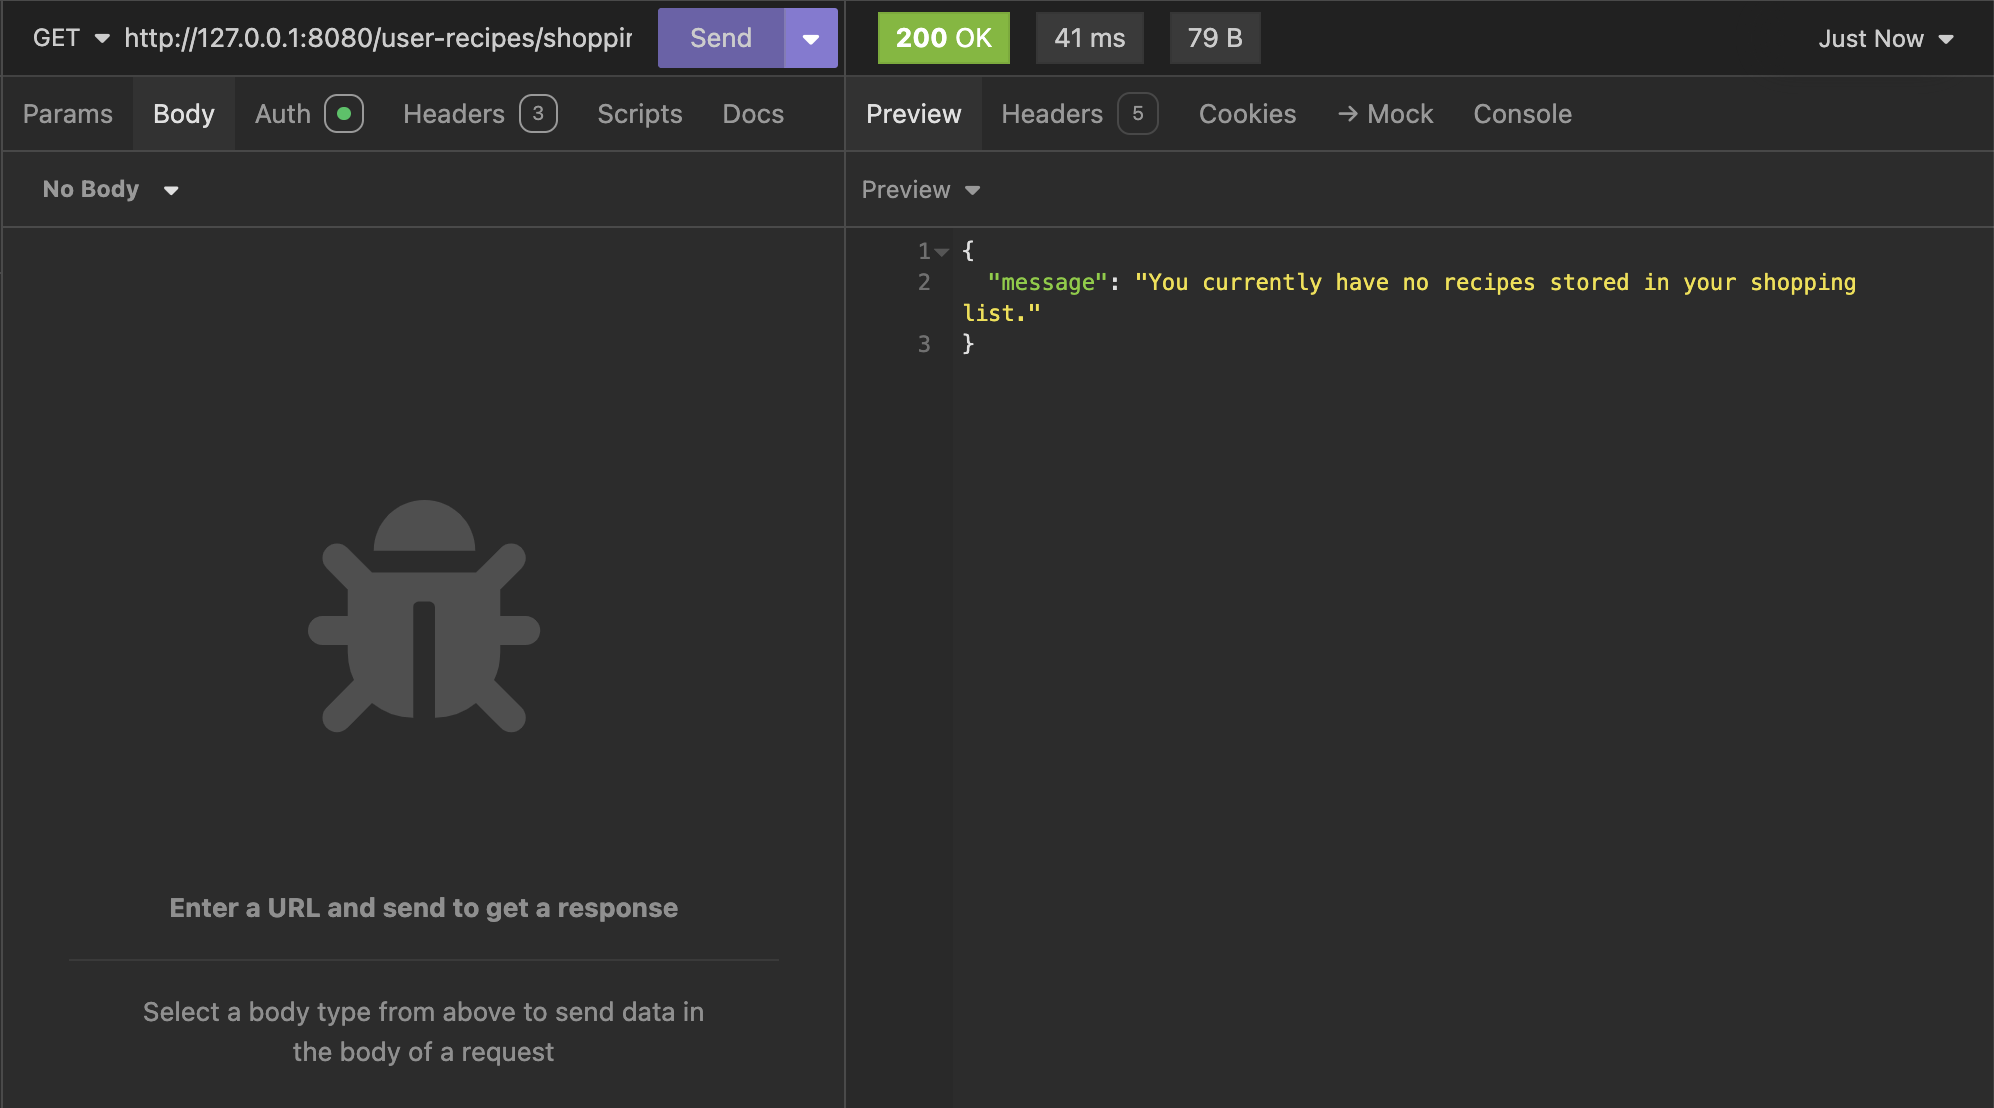 GET http://127.0.0.1:8080/user-recipes/shoppin Send 200 OK 41 ms 79 B Just Now
Params Body Auth Headers 3 Scripts Docs
Preview Headers 5 Cookies → Mock Console
No Body
Preview
1 {
2 "message": "You currently have no recipes stored in your shopping
list."
3 }
Enter a URL and send to get a response
Select a body type from above to send data in
the body of a request